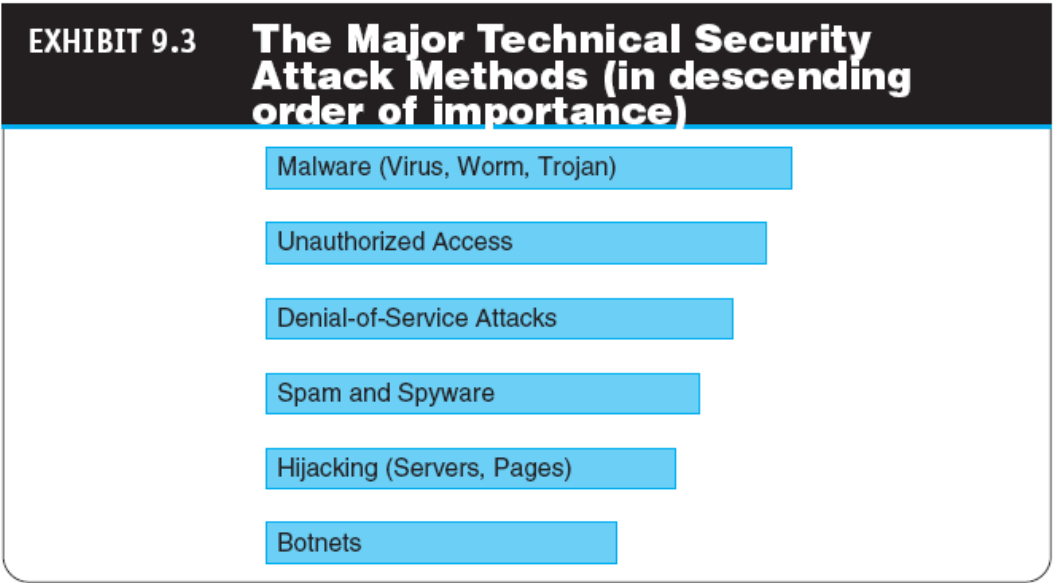 EXHIBIT 9.3
The Major Technical Security
Attack Methods (in descending
order of importance)
Malware (Virus, Worm, Trojan)
Unauthorized Access
Denial-of-Service Attacks
Spam and Spyware
Hijacking (Servers, Pages)
Botnets